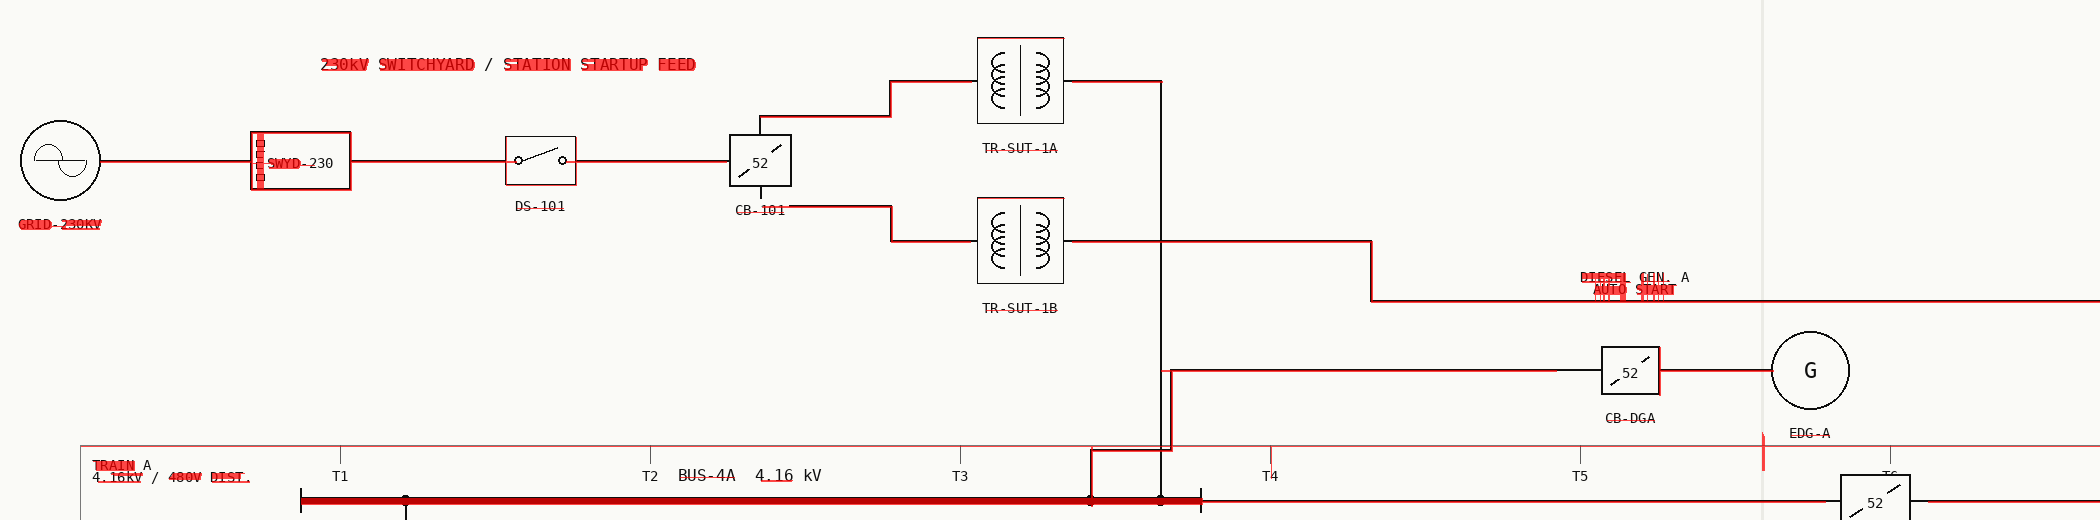 230kV SWITCHYARD / STATION STARTUP FEED
SWYD-230
GRID-230KV
DS-101
52
CB-101
TR-SUT-1A
TR-SUT-1B
DIESEL GEN. A
AUTO START
52
CB-DGA
G
EDG-A
TRAIN A
4.16kV / 480V DIST.
T1
T2
BUS-4A 4.16 kV
T3
T4
T5
T6
52